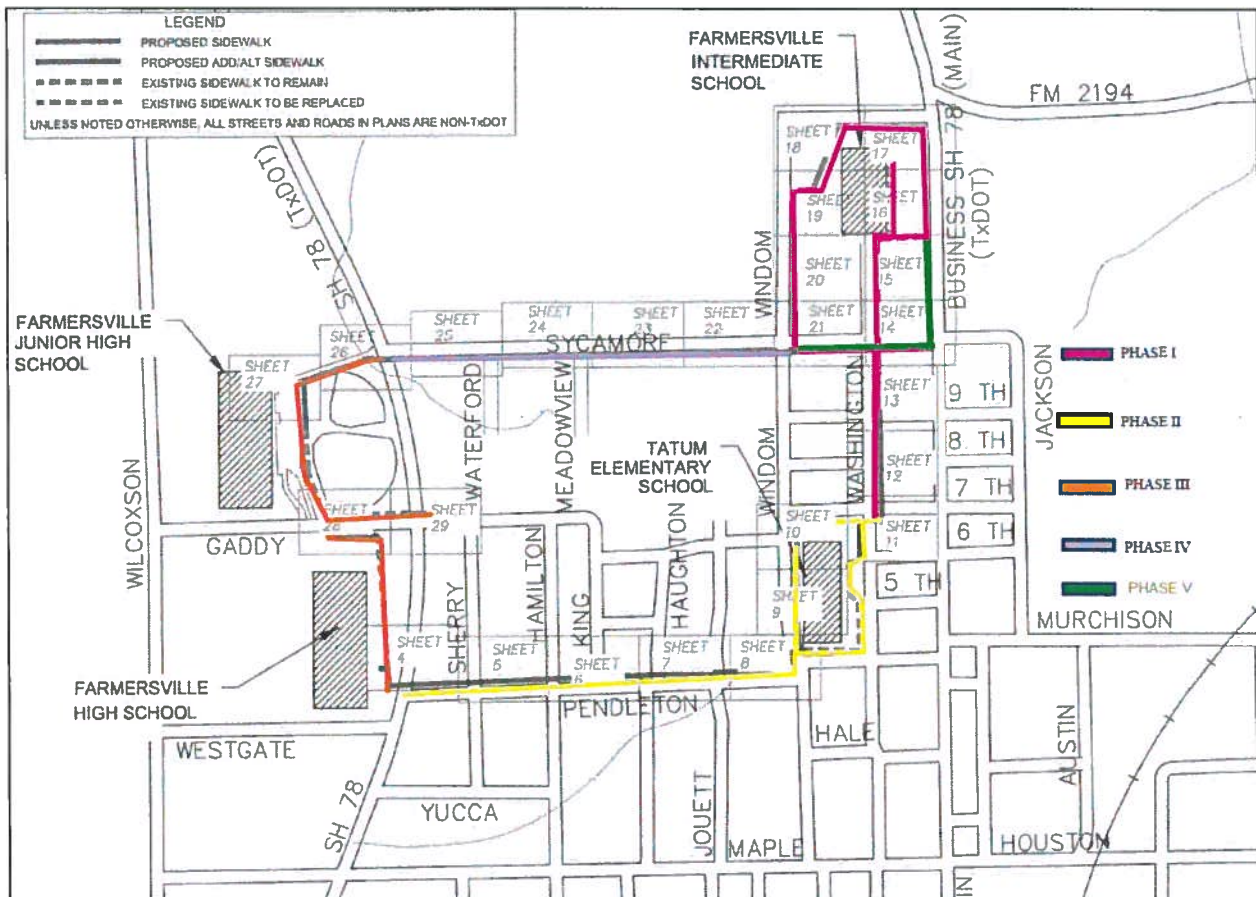 LEGEND
PROPOSED SIDEWALK
PROPOSED ADD/ALT SIDEWALK
EXISTING SIDEWALK TO REMAIN
EXISTING SIDEWALK TO BE REPLACED
UNLESS NOTED OTHERWISE, ALL STREETS AND ROADS IN PLANS ARE NON-TxDOT
FARMERSVILLE
INTERMEDIATE
SCHOOL
FM 2194
BUSINESS SH 78 (MAIN)
(TxDOT)
SH 78 (TxDOT)
SHEET
18
SHEET
17
SHEET
19
SHEET
16
SHEET
20
SHEET
15
SHEET
21
SHEET
14
WINDOM
FARMERSVILLE
JUNIOR HIGH
SCHOOL
SHEET
27
SHEET
26
SHEET
25
SHEET
24
SHEET
23
SHEET
22
SYCAMORE
WILCOXSON
WATERFORD
MEADOWVIEW
WINDOM
WASHINGTON
SHEET
13
SHEET
12
SHEET
11
9 TH
8 TH
7 TH
6 TH
5 TH
JACKSON
PHASE I
PHASE II
PHASE III
PHASE IV
PHASE V
TATUM
ELEMENTARY
SCHOOL
SHEET
10
SHEET
9
SHEET
28
SHEET
29
GADDY
SHERRY
HAMILTON
KING
HAUGHTON
SHEET
4
SHEET
5
SHEET
6
SHEET
7
SHEET
8
MURCHISON
FARMERSVILLE
HIGH SCHOOL
PENDLETON
WESTGATE
HALE
AUSTIN
SH 78
YUCCA
JOUETT
MAPLE
HOUSTON
IN